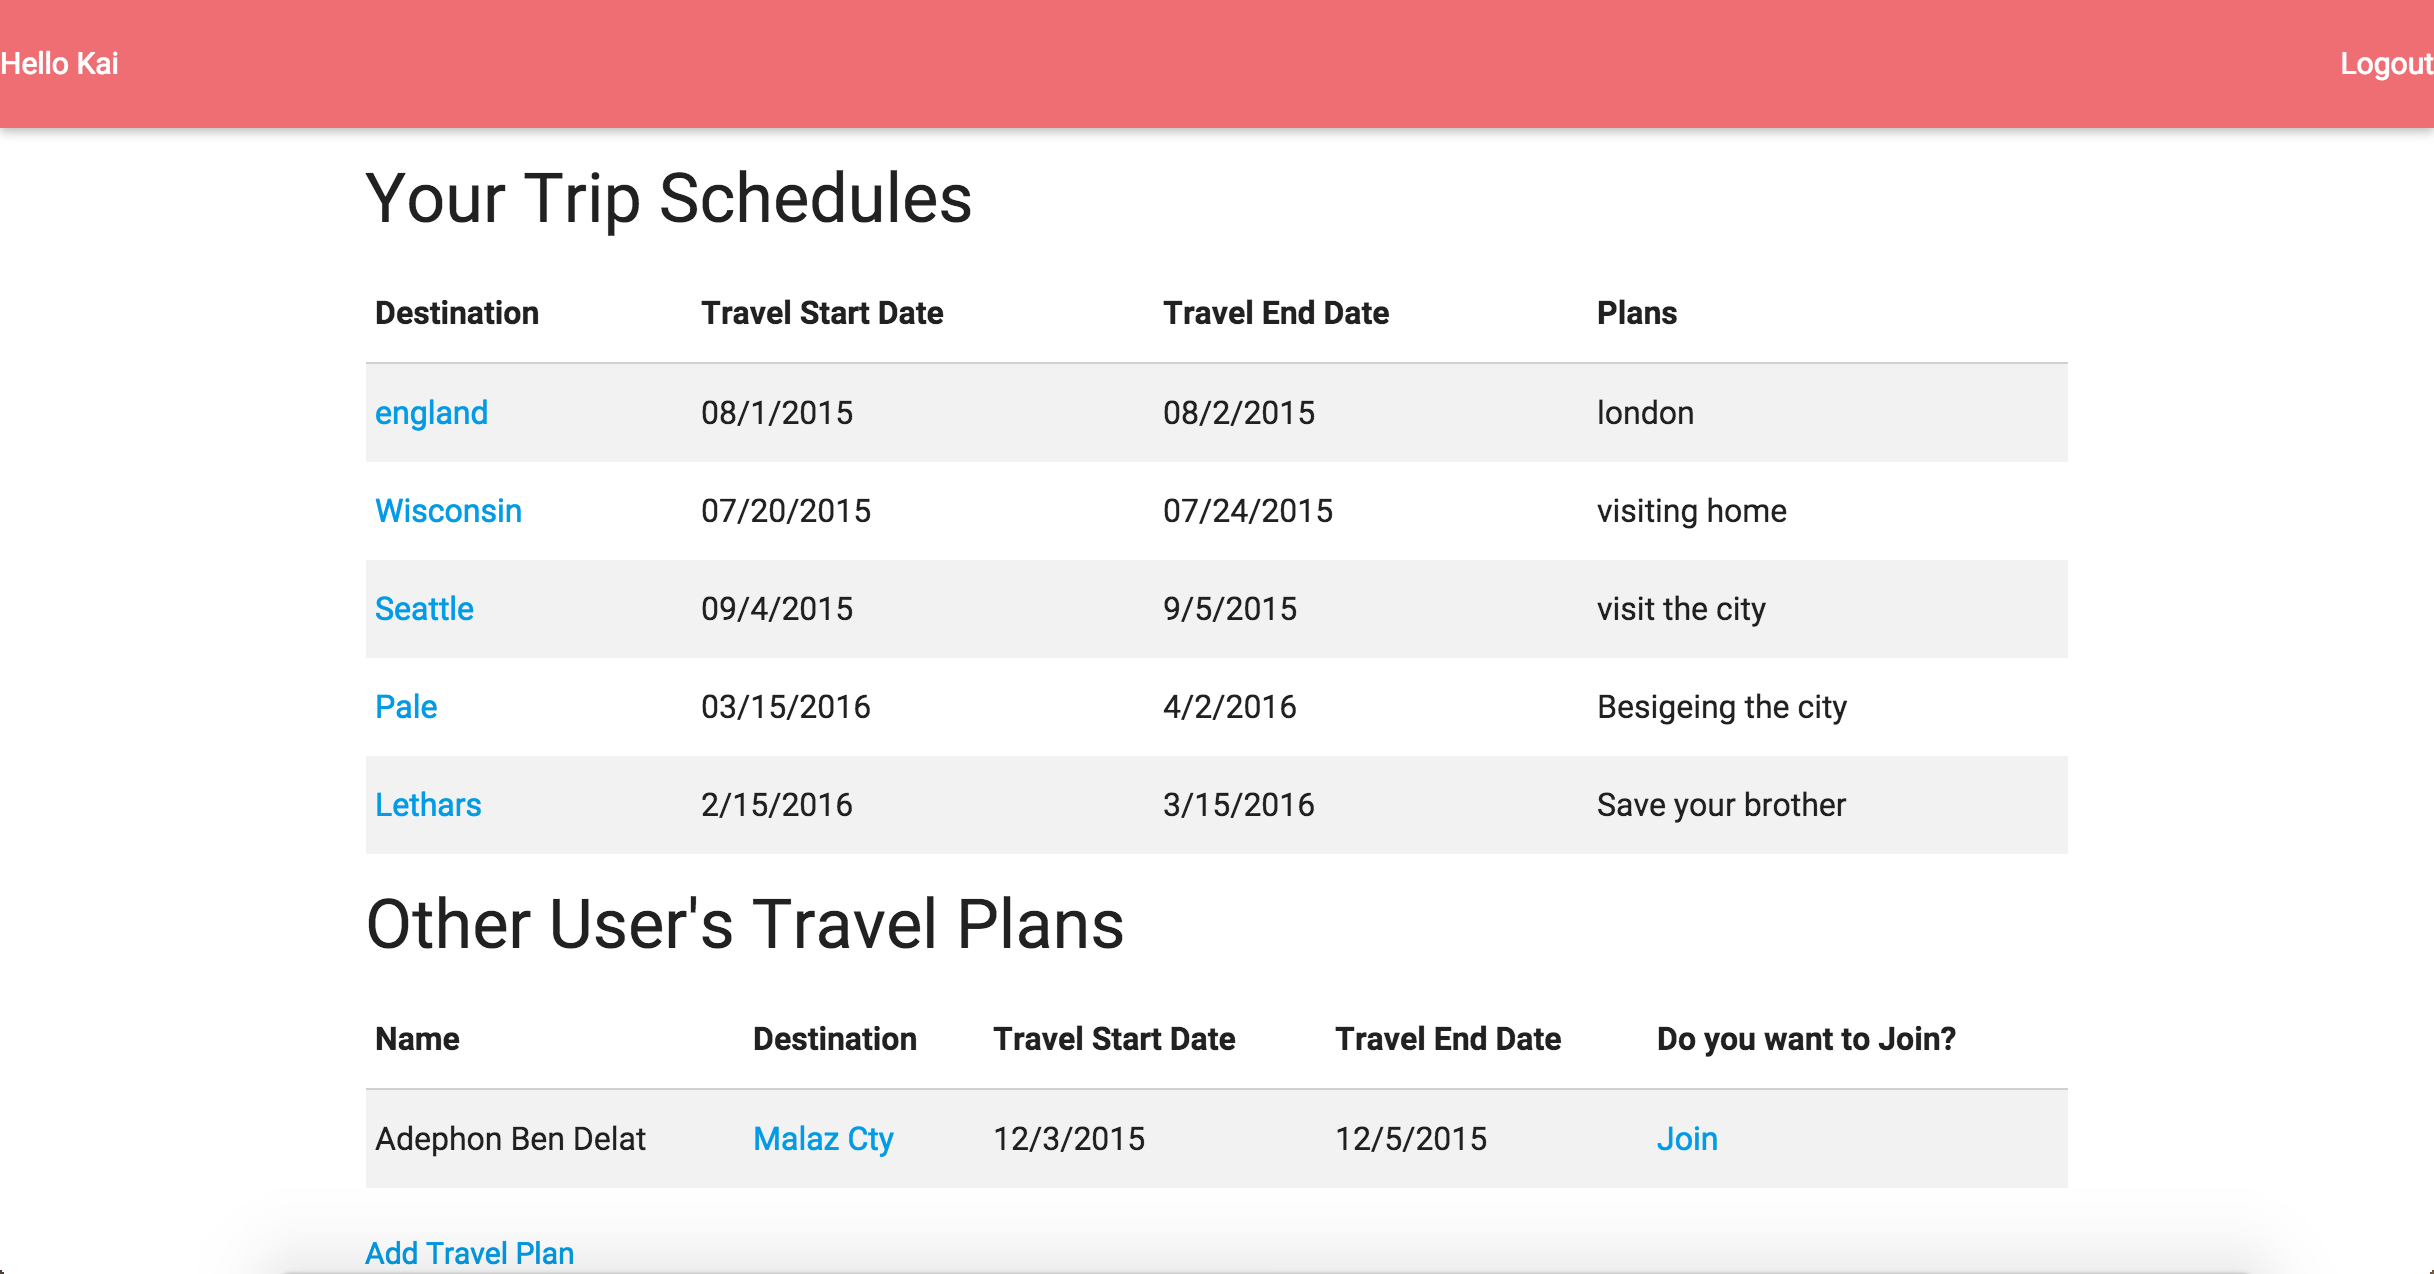 Hello Kai Logout
Your Trip Schedules
Destination Travel Start Date Travel End Date Plans
england 08/1/2015 08/2/2015 london
Wisconsin 07/20/2015 07/24/2015 visiting home
Seattle 09/4/2015 9/5/2015 visit the city
Pale 03/15/2016 4/2/2016 Besigeing the city
Lethars 2/15/2016 3/15/2016 Save your brother
Other User's Travel Plans
Name Destination Travel Start Date Travel End Date Do you want to Join?
Adephon Ben Delat Malaz Cty 12/3/2015 12/5/2015 Join
Add Travel Plan